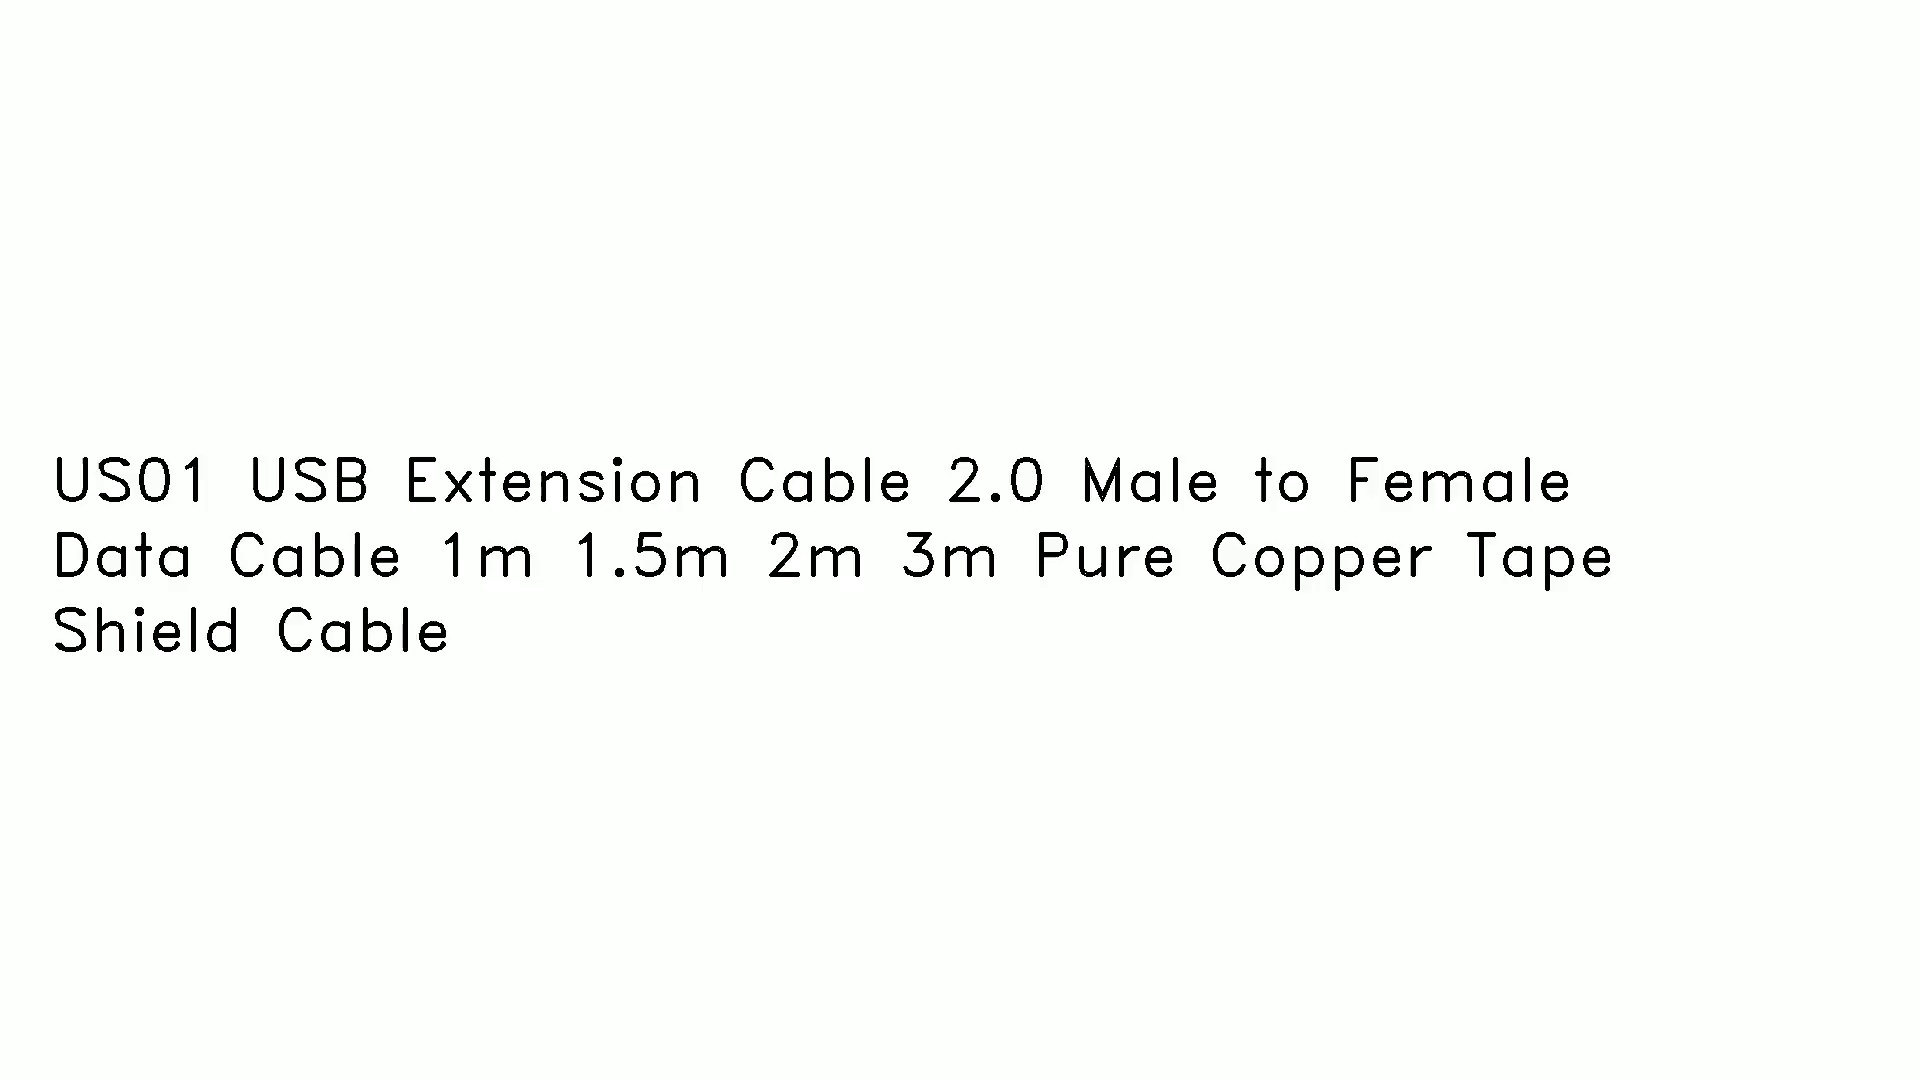 US01 USB Extension Cable 2.0 Male to Female
Data Cable 1m 1.5m 2m 3m Pure Copper Tape
Shield Cable